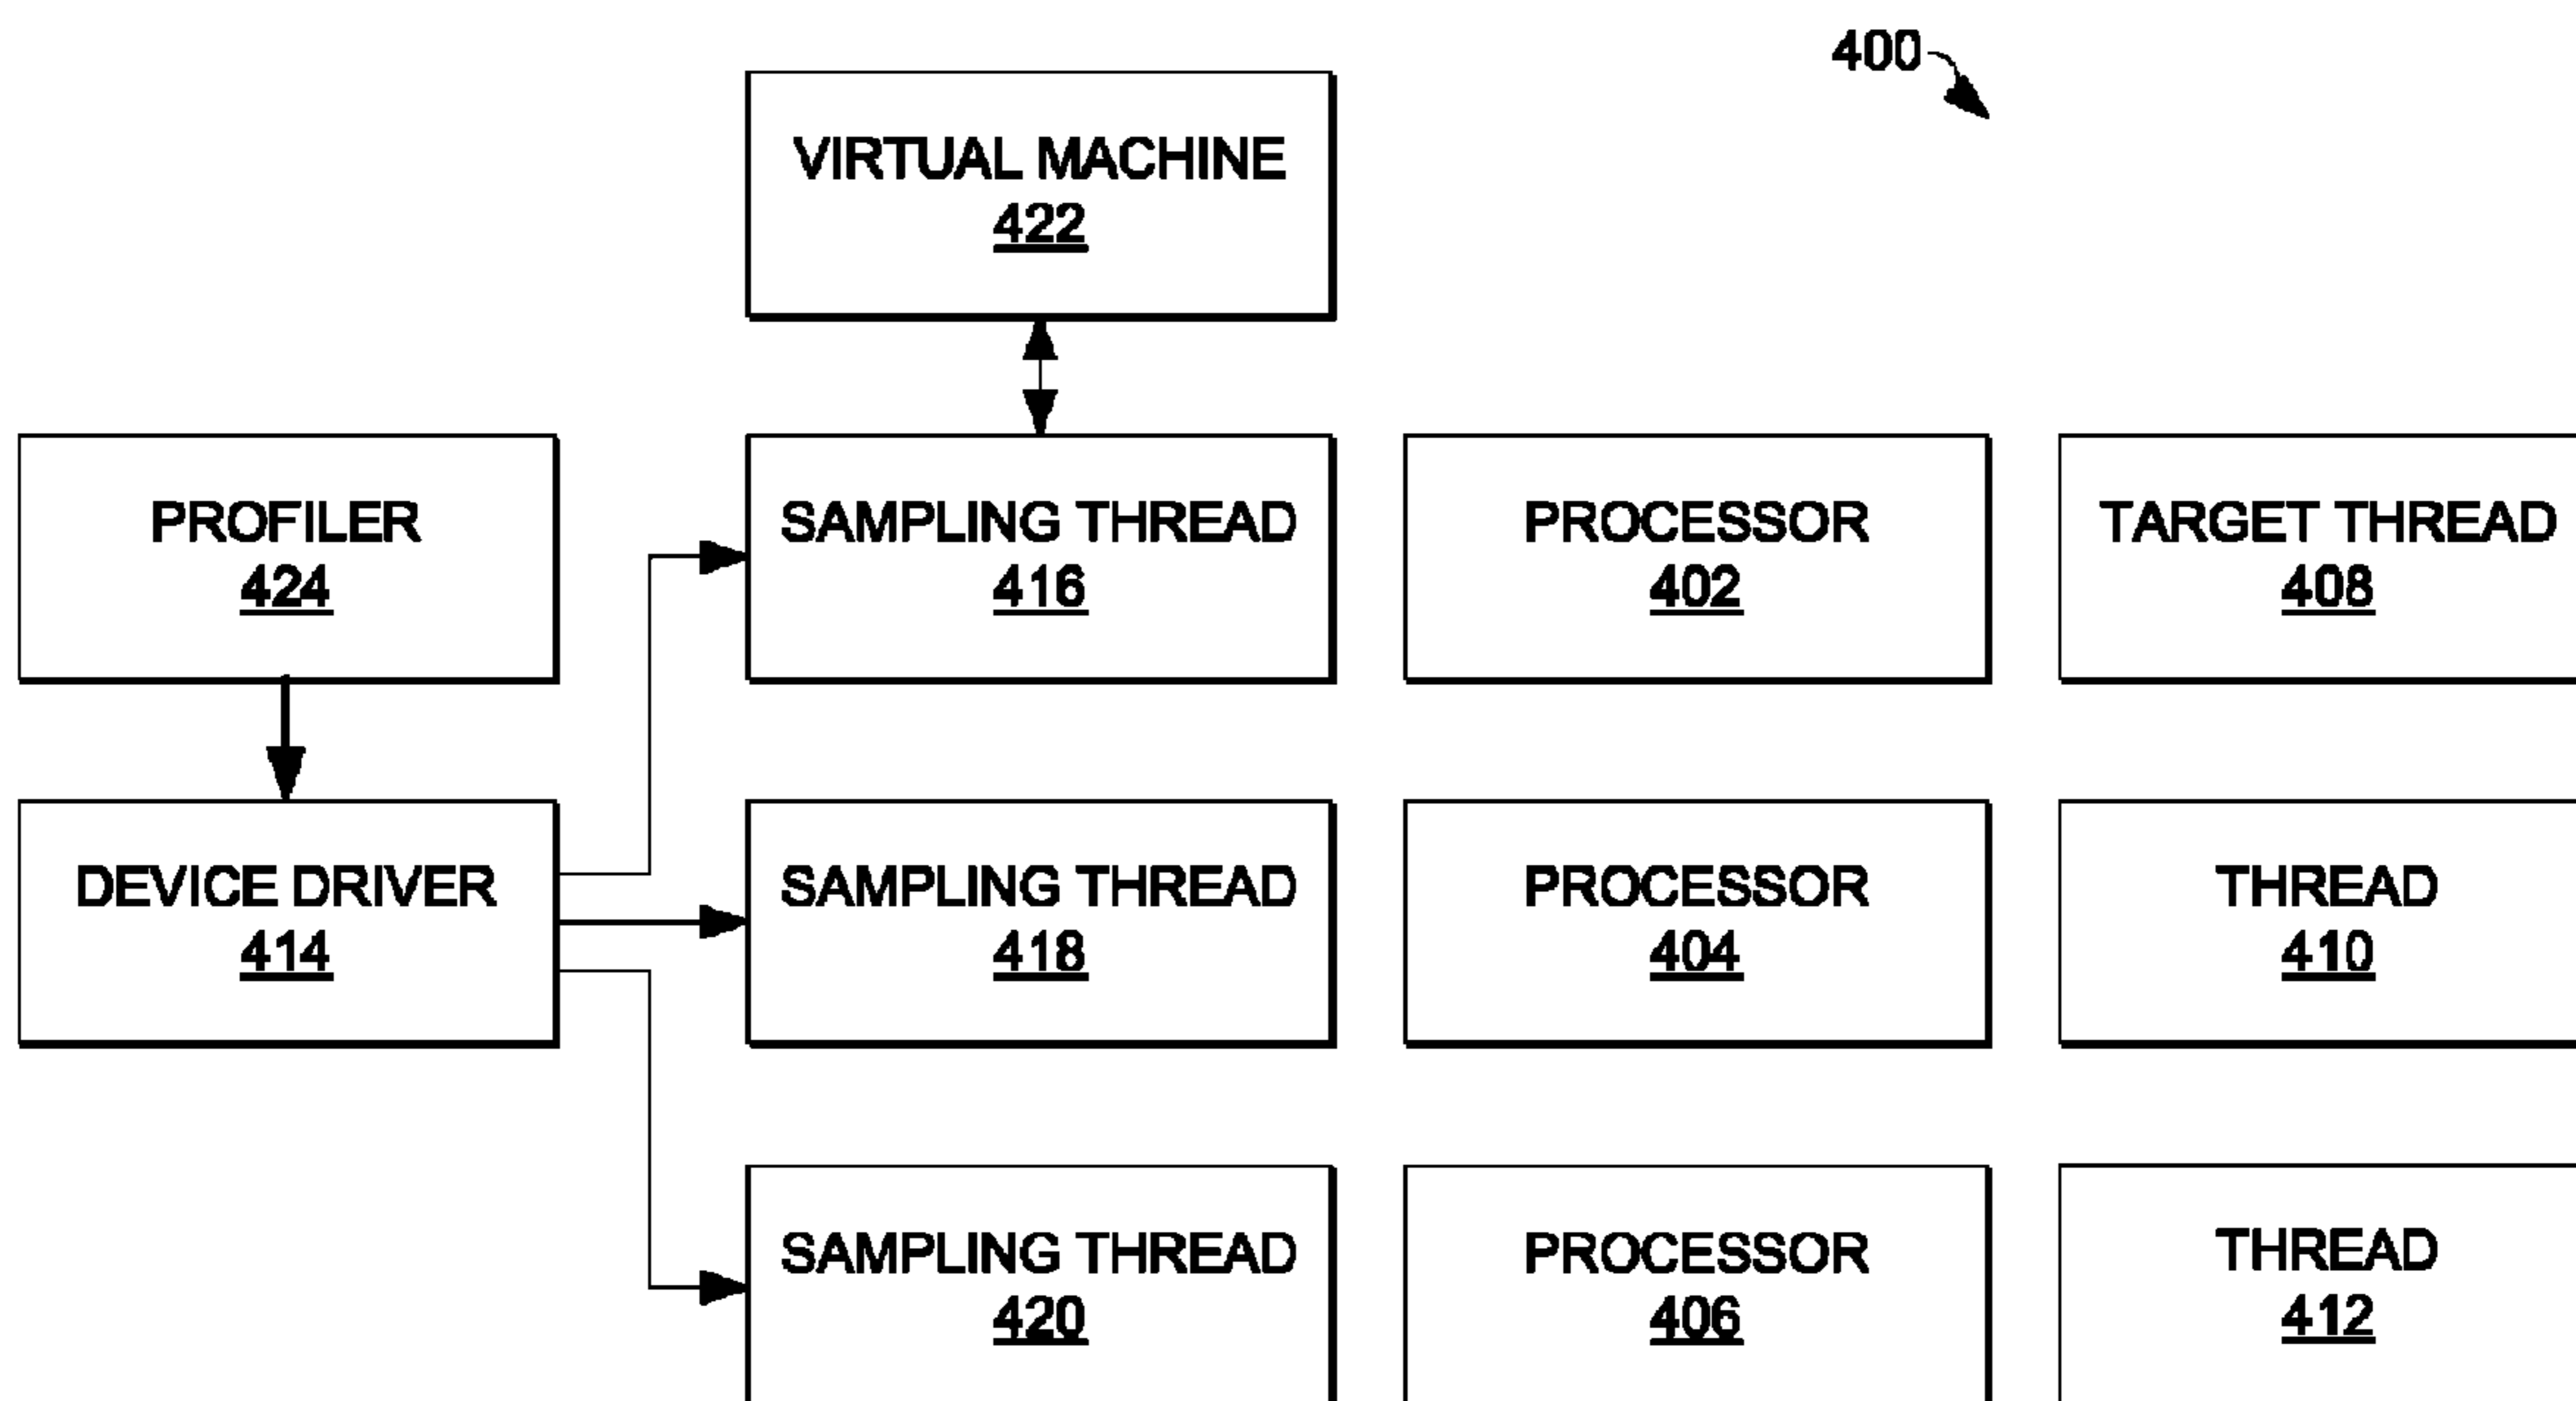 400
VIRTUAL MACHINE
422
PROFILER
424
SAMPLING THREAD
416
PROCESSOR
402
TARGET THREAD
408
DEVICE DRIVER
414
SAMPLING THREAD
418
PROCESSOR
404
THREAD
410
SAMPLING THREAD
420
PROCESSOR
406
THREAD
412